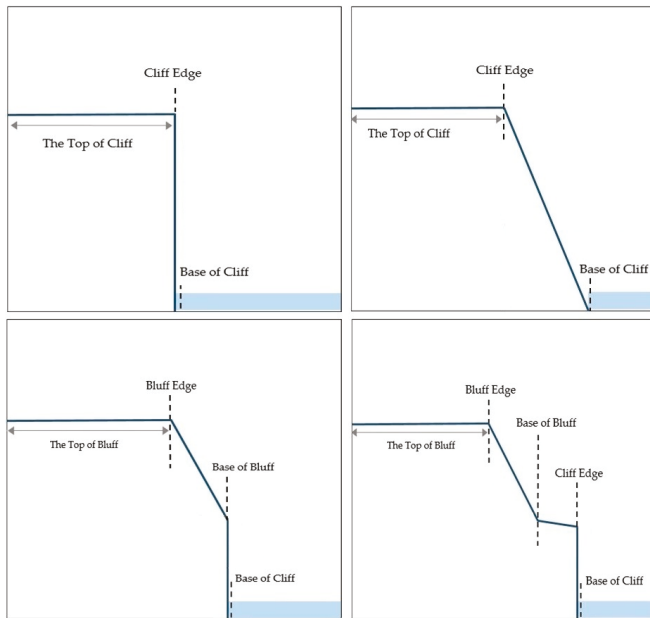 Cliff Edge
The Top of Cliff
Base of Cliff
Cliff Edge
The Top of Cliff
Base of Cliff
Bluff Edge
The Top of Bluff
Base of Bluff
Base of Cliff
Bluff Edge
Base of Bluff
The Top of Bluff
Cliff Edge
Base of Cliff